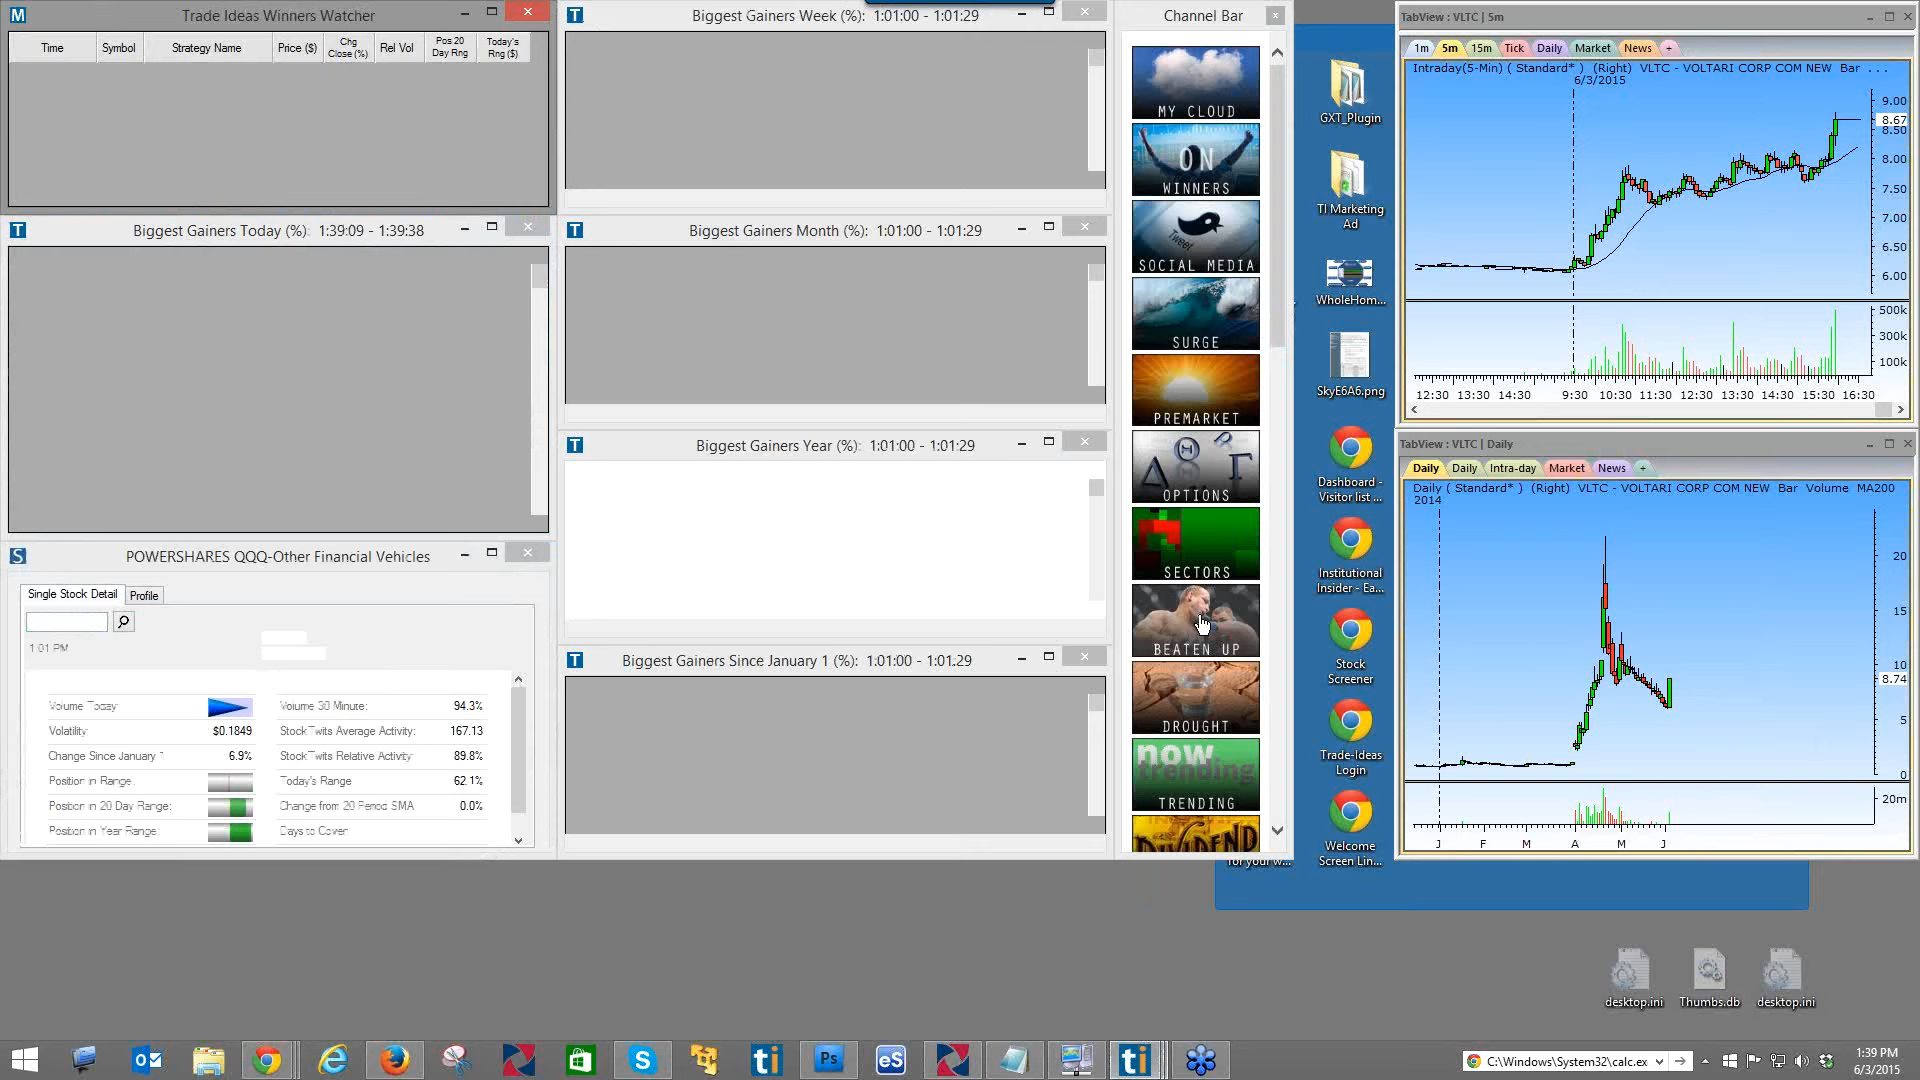 Trade Ideas Winners Watcher
Time
Symbol
Strategy Name
Price ($)
Chg
Close (%)
Rel Vol
Pos 20
Day Rng
Today's
Rng ($)
Biggest Gainers Today (%): 1:39:09 - 1:39:38
POWERSHARES QQQ-Other Financial Vehicles
Single Stock Detail
Profile
1:01 PM
Volume Today
Volatility: $0.1849
Change Since January 6.9%
Position in Range:
Position in 20 Day Range:
Position in Year Range
Volume 30 Minute: 94.3%
StockTwits Average Activity: 167.13
StockTwits Relative Activity: 89.8%
Today's Range 62.1%
Change from 20 Period SMA 0.0%
Days to Cover
Biggest Gainers Week (%): 1:01:00 - 1:01:29
Biggest Gainers Month (%): 1:01:00 - 1:01:29
Biggest Gainers Year (%): 1:01:00 - 1:01:29
Biggest Gainers Since January 1 (%): 1:01:00 - 1:01:29
Channel Bar
MY CLOUD
ON
WINNERS
Tweet
SOCIAL MEDIA
SURGE
PREMARKET
Δ Θ ρ Γ
OPTIONS
SECTORS
BEATEN UP
DROUGHT
now
trending
TRENDING
DIVIDEND
GXT_Plugin
TI Marketing
Ad
WholeHom...
SkyE6A6.png
Dashboard -
Visitor list ...
Institutional
Insider - Ea...
Stock
Screener
Trade-Ideas
Login
Welcome
Screen Lin...
for your w...
TabView : VLTC | 5m
1m 5m 15m Tick Daily Market News +
Intraday(5-Min) ( Standard* ) (Right) VLTC - VOLTARI CORP COM NEW Bar ...
6/3/2015
9.00
8.67
8.50
8.00
7.50
7.00
6.50
6.00
500k
300k
100k
12:30 13:30 14:30 9:30 10:30 11:30 12:30 13:30 14:30 15:30 16:30
TabView : VLTC | Daily
Daily Daily Intra-day Market News +
Daily ( Standard* ) (Right) VLTC - VOLTARI CORP COM NEW Bar Volume MA200
2014
20
15
10
8.74
5
0
20m
J F M A M J
desktop.ini
Thumbs.db
desktop.ini
C:\Windows\System32\calc.ex
1:39 PM
6/3/2015